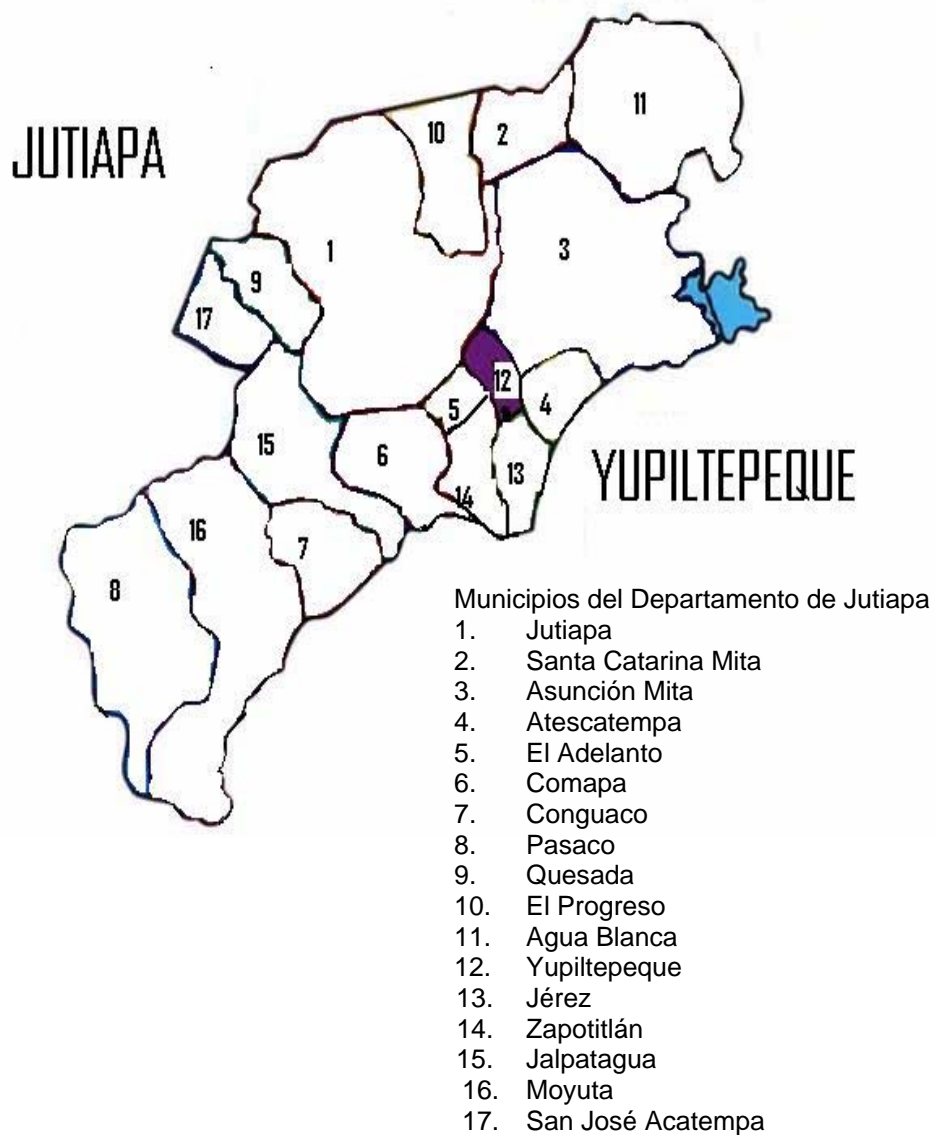 11
10
2
JUTIAPA
1
3
9
17
12
5
4
15
6
13
YUPILTEPEQUE
14
16
7
8
Municipios del Departamento de Jutiapa
1. Jutiapa
2. Santa Catarina Mita
3. Asunción Mita
4. Atescatempa
5. El Adelanto
6. Comapa
7. Conguaco
8. Pasaco
9. Quesada
10. El Progreso
11. Agua Blanca
12. Yupiltepeque
13. Jérez
14. Zapotitlán
15. Jalpatagua
16. Moyuta
17. San José Acatempa